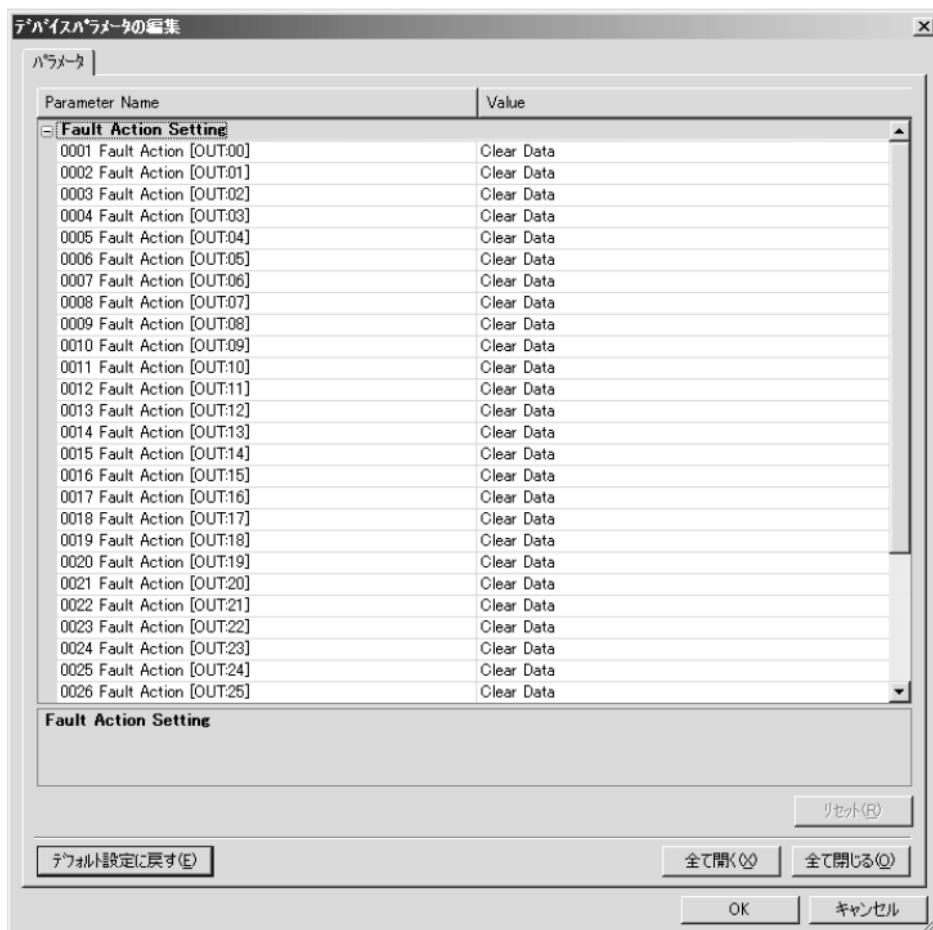 デバイスパラメータの編集
パラメータ
Parameter Name Value
Fault Action Setting
0001 Fault Action [OUT:00] Clear Data
0002 Fault Action [OUT:01] Clear Data
0003 Fault Action [OUT:02] Clear Data
0004 Fault Action [OUT:03] Clear Data
0005 Fault Action [OUT:04] Clear Data
0006 Fault Action [OUT:05] Clear Data
0007 Fault Action [OUT:06] Clear Data
0008 Fault Action [OUT:07] Clear Data
0009 Fault Action [OUT:08] Clear Data
0010 Fault Action [OUT:09] Clear Data
0011 Fault Action [OUT:10] Clear Data
0012 Fault Action [OUT:11] Clear Data
0013 Fault Action [OUT:12] Clear Data
0014 Fault Action [OUT:13] Clear Data
0015 Fault Action [OUT:14] Clear Data
0016 Fault Action [OUT:15] Clear Data
0017 Fault Action [OUT:16] Clear Data
0018 Fault Action [OUT:17] Clear Data
0019 Fault Action [OUT:18] Clear Data
0020 Fault Action [OUT:19] Clear Data
0021 Fault Action [OUT:20] Clear Data
0022 Fault Action [OUT:21] Clear Data
0023 Fault Action [OUT:22] Clear Data
0024 Fault Action [OUT:23] Clear Data
0025 Fault Action [OUT:24] Clear Data
0026 Fault Action [OUT:25] Clear Data
Fault Action Setting
リセット(R)
デフォルト設定に戻す(E) 全て開く(X) 全て閉じる(O)
OK キャンセル